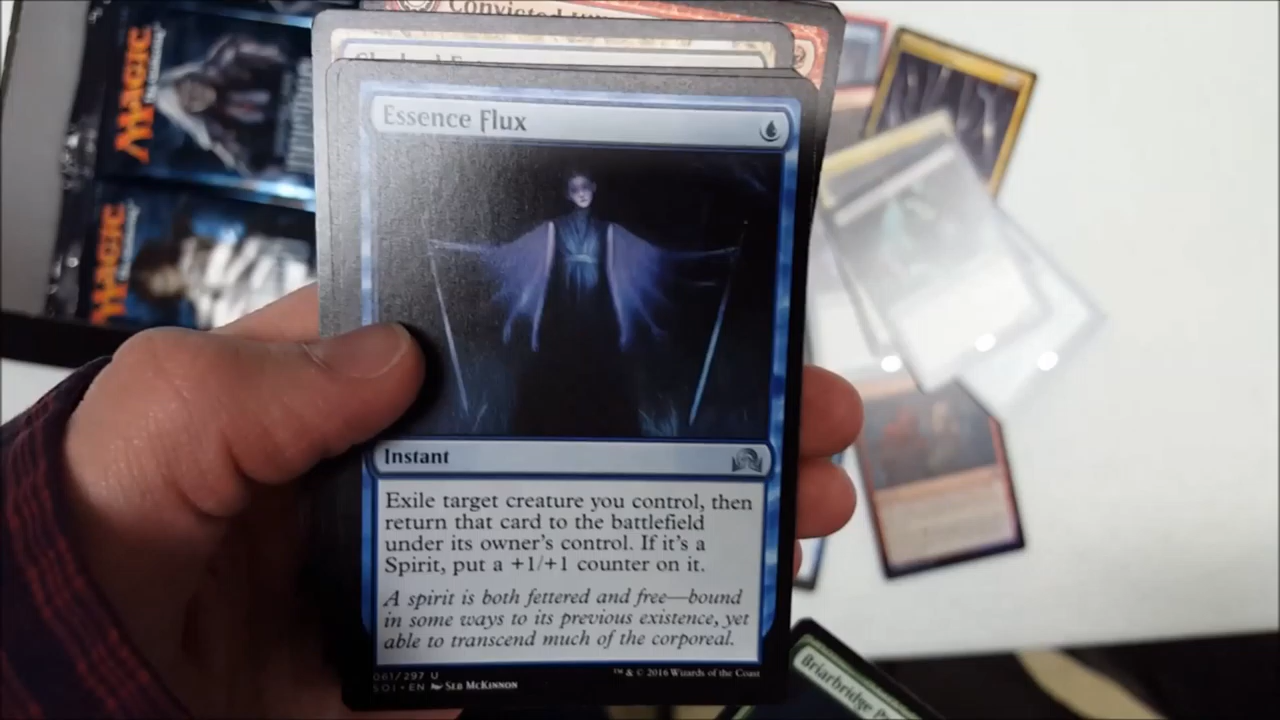 Convicted
MAGIC
MAGIC
Essence Flux
Instant
Exile target creature you control, then
return that card to the battlefield
under its owner's control. If it's a
Spirit, put a +1/+1 counter on it.
A spirit is both fettered and free—bound
in some ways to its previous existence, yet
able to transcend much of the corporeal.
061/297 U
SOI • EN Seb McKinnon
™ & © 2016 Wizards of the Coast
Briarbridge